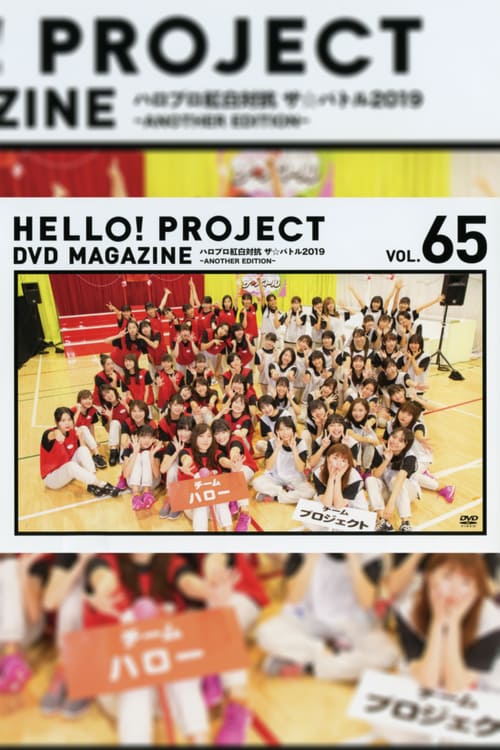 ! PROJECT
AZINE ハロプロ紅白対抗 ザ☆バトル2019
~ANOTHER EDITION~
HELLO! PROJECT
DVD MAGAZINE ハロプロ紅白対抗 ザ☆バトル2019
~ANOTHER EDITION~
VOL.65
チーム
ハロー
チーム
プロジェクト
DVD
VIDEO
チーム
ハロー
チーム
プロジェクト